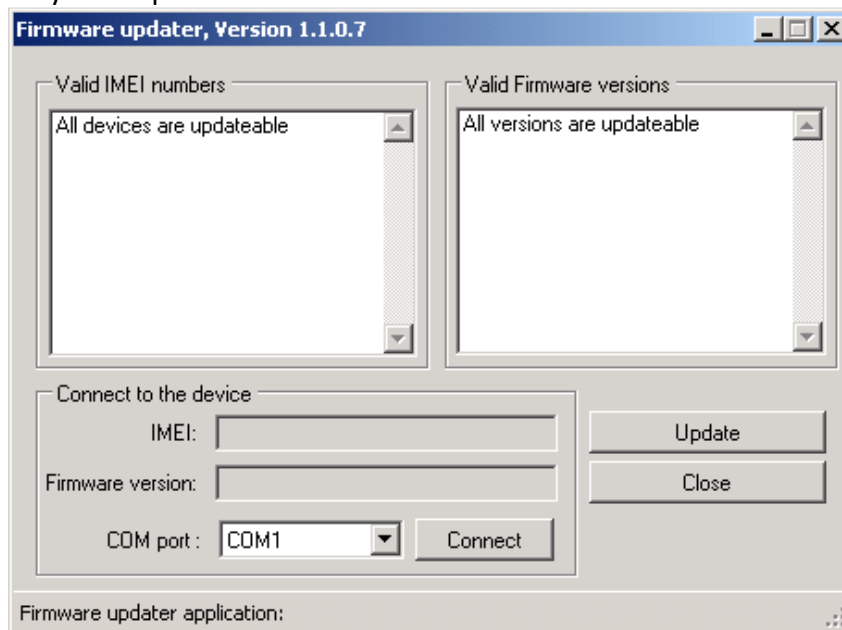 Firmware updater, Version 1.1.0.7
Valid IMEI numbers
All devices are updateable
Valid Firmware versions
All versions are updateable
Connect to the device
IMEI:
Firmware version:
COM port :
COM1
Connect
Update
Close
Firmware updater application: